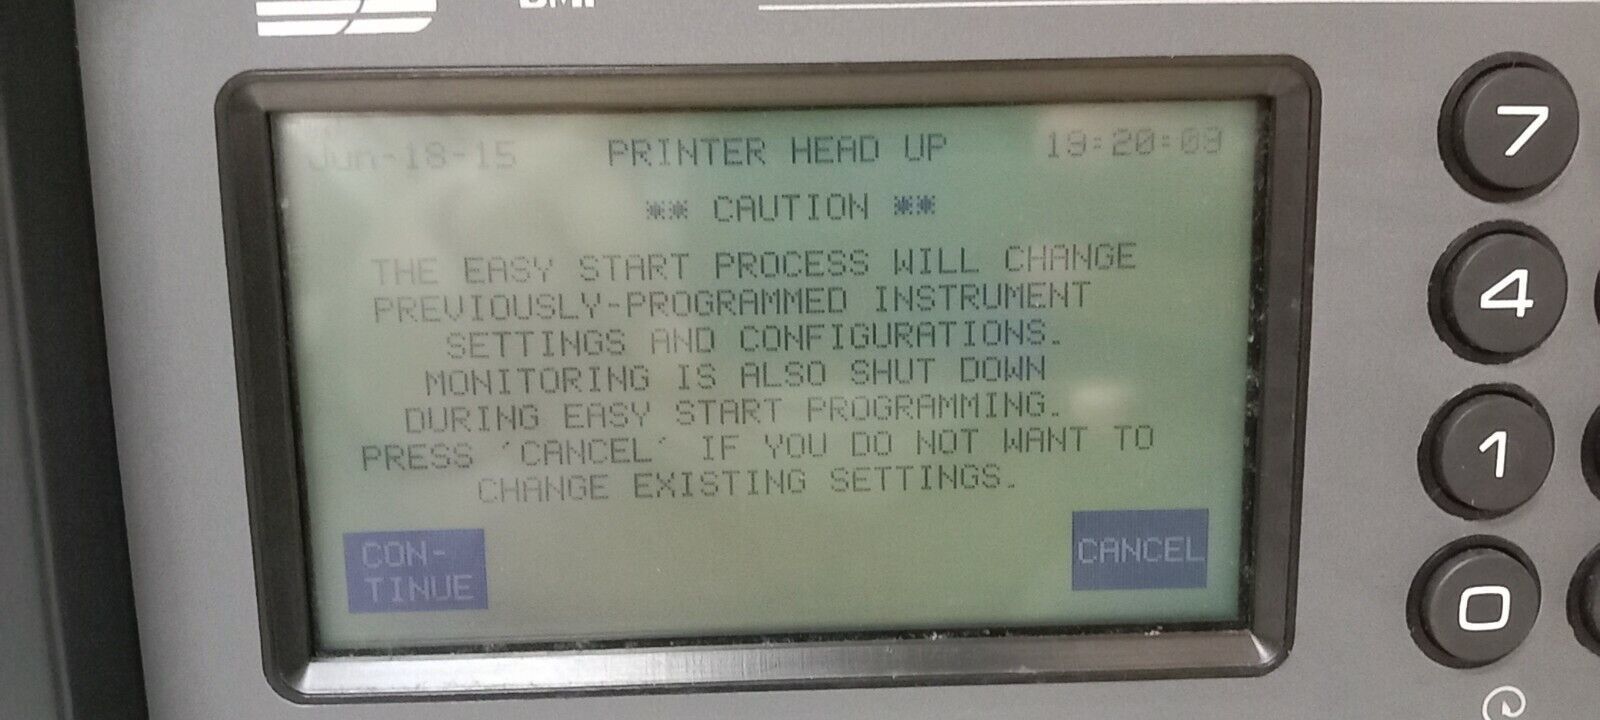 Jun-18-15 PRINTER HEAD UP 19:20:09
** CAUTION **
THE EASY START PROCESS WILL CHANGE
PREVIOUSLY-PROGRAMMED INSTRUMENT
SETTINGS AND CONFIGURATIONS.
MONITORING IS ALSO SHUT DOWN
DURING EASY START PROGRAMMING.
PRESS 'CANCEL' IF YOU DO NOT WANT TO
CHANGE EXISTING SETTINGS.
CON-
TINUE
CANCEL
7
4
1
0